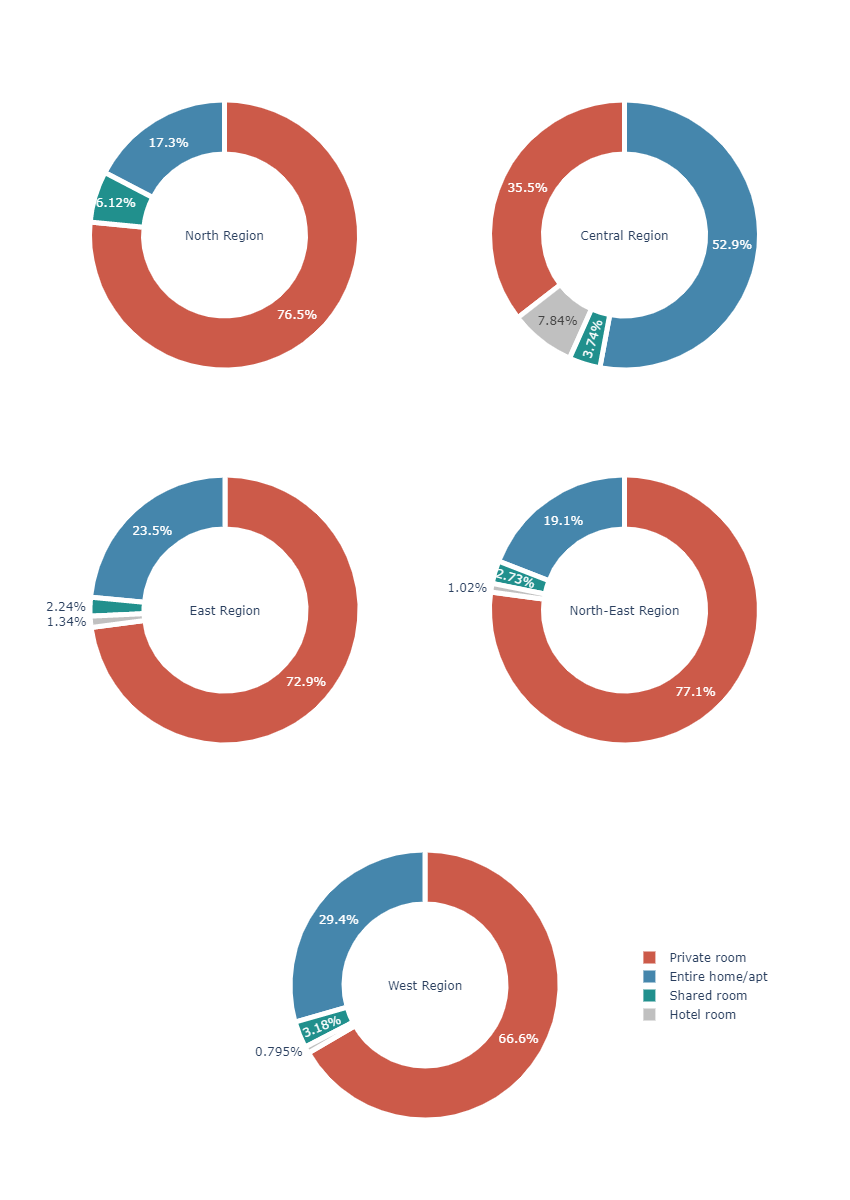 17.3%
6.12%
North Region
76.5%
35.5%
Central Region
52.9%
7.84%
3.74%
23.5%
2.24%
1.34%
East Region
72.9%
19.1%
2.73%
1.02%
North-East Region
77.1%
29.4%
West Region
3.18%
0.795%
66.6%
Private room
Entire home/apt
Shared room
Hotel room